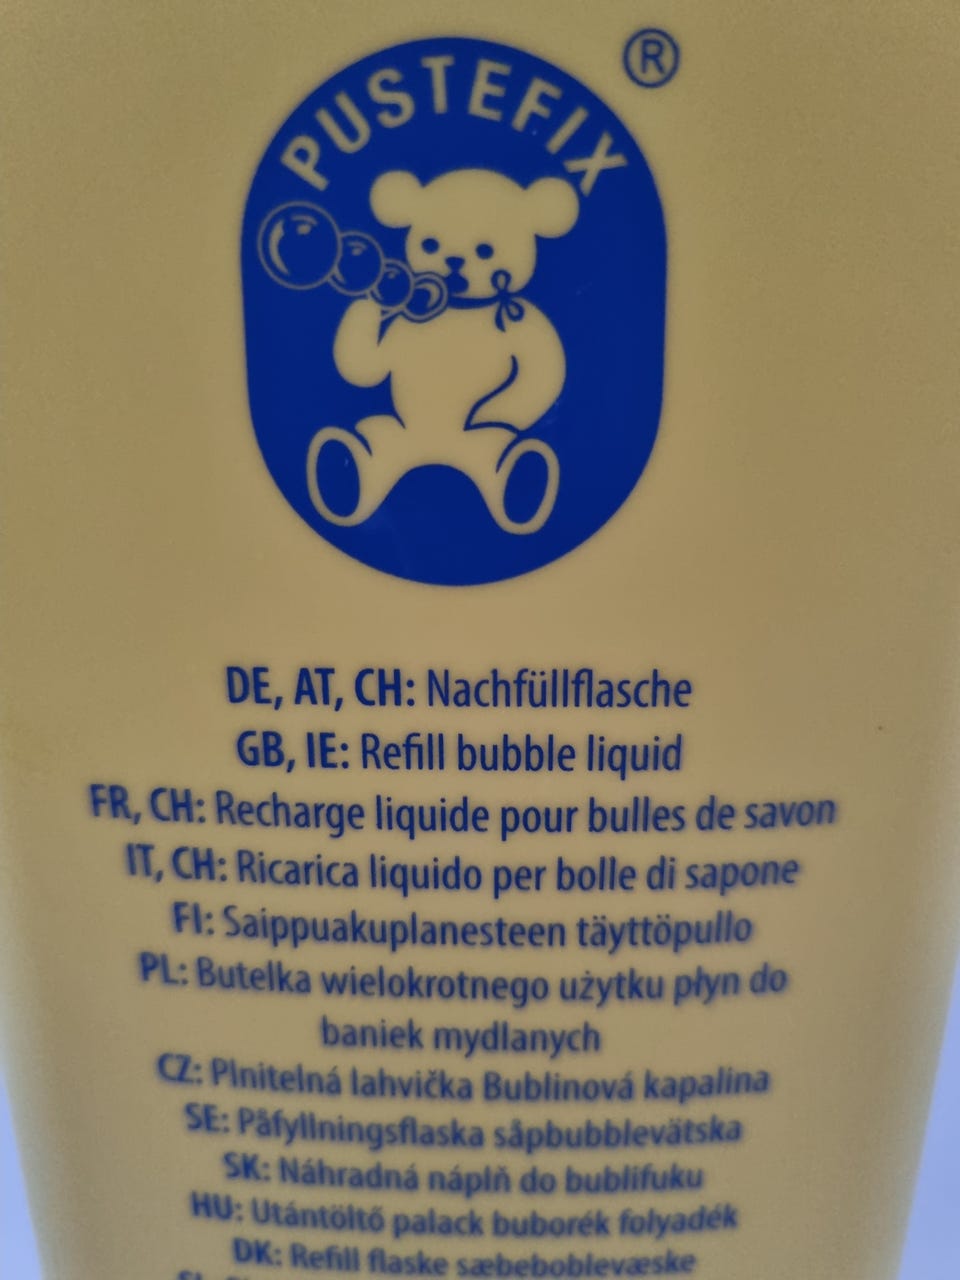 PUSTEFIX ®
DE, AT, CH: Nachfüllflasche
GB, IE: Refill bubble liquid
FR, CH: Recharge liquide pour bulles de savon
IT, CH: Ricarica liquido per bolle di sapone
FI: Saippuakuplanesteen täyttöpullo
PL: Butelka wielokrotnego użytku płyn do
baniek mydlanych
CZ: Plnitelná lahvička Bublinová kapalina
SE: Påfyllningsflaska såpbubblevätska
SK: Náhradná náplň do bublifuku
HU: Utántöltő palack buborék folyadék
DK: Refill flaske sæbeboblevæske